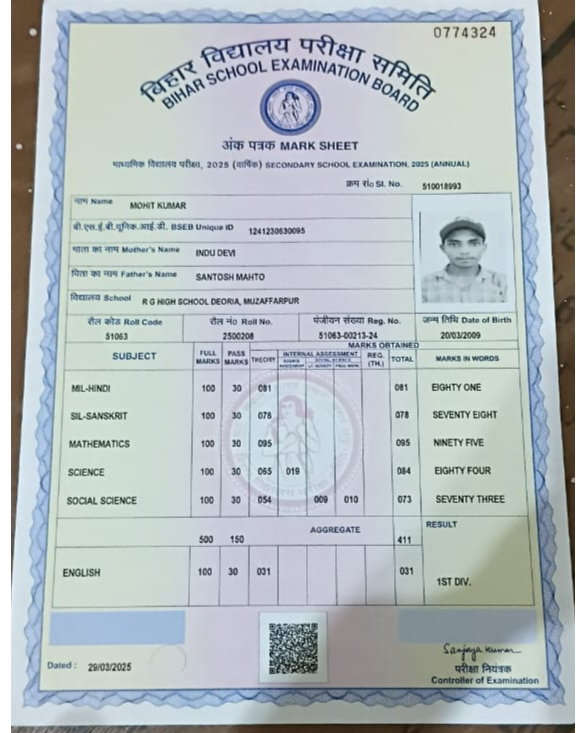 0774324
बिहार विद्यालय परीक्षा समिति
BIHAR SCHOOL EXAMINATION BOARD
अंक पत्रक MARK SHEET
माध्यमिक विद्यालय परीक्षा, 2025 (वार्षिक) SECONDARY SCHOOL EXAMINATION, 2025 (ANNUAL)
क्रम सं० Sl. No. 510018993
नाम Name MOHIT KUMAR
बी.एस.ई.बी.यूनिक.आई.डी. BSEB Unique ID 1241230630095
माता का नाम Mother's Name INDU DEVI
पिता का नाम Father's Name SANTOSH MAHTO
विद्यालय School R G HIGH SCHOOL DEORIA, MUZAFFARPUR
रौल कोड Roll Code रौल नं० Roll No. पंजीयन संख्या Reg. No. जन्म तिथि Date of Birth
51063 2500208 51063-00213-24 20/03/2009
MARKS OBTAINED
SUBJECT FULL MARKS PASS MARKS THEORY INTERNAL ASSESSMENT REG. (TH.) TOTAL MARKS IN WORDS
SOCIAL SCIENCE
MIL-HINDI 100 30 081 081 EIGHTY ONE
SIL-SANSKRIT 100 30 078 078 SEVENTY EIGHT
MATHEMATICS 100 30 095 095 NINETY FIVE
SCIENCE 100 30 065 019 084 EIGHTY FOUR
SOCIAL SCIENCE 100 30 054 009 010 073 SEVENTY THREE
500 150 AGGREGATE 411 RESULT
ENGLISH 100 30 031 031
1ST DIV.
Sanjaya Kumar
Dated : 29/03/2025
परीक्षा नियंत्रक
Controller of Examination